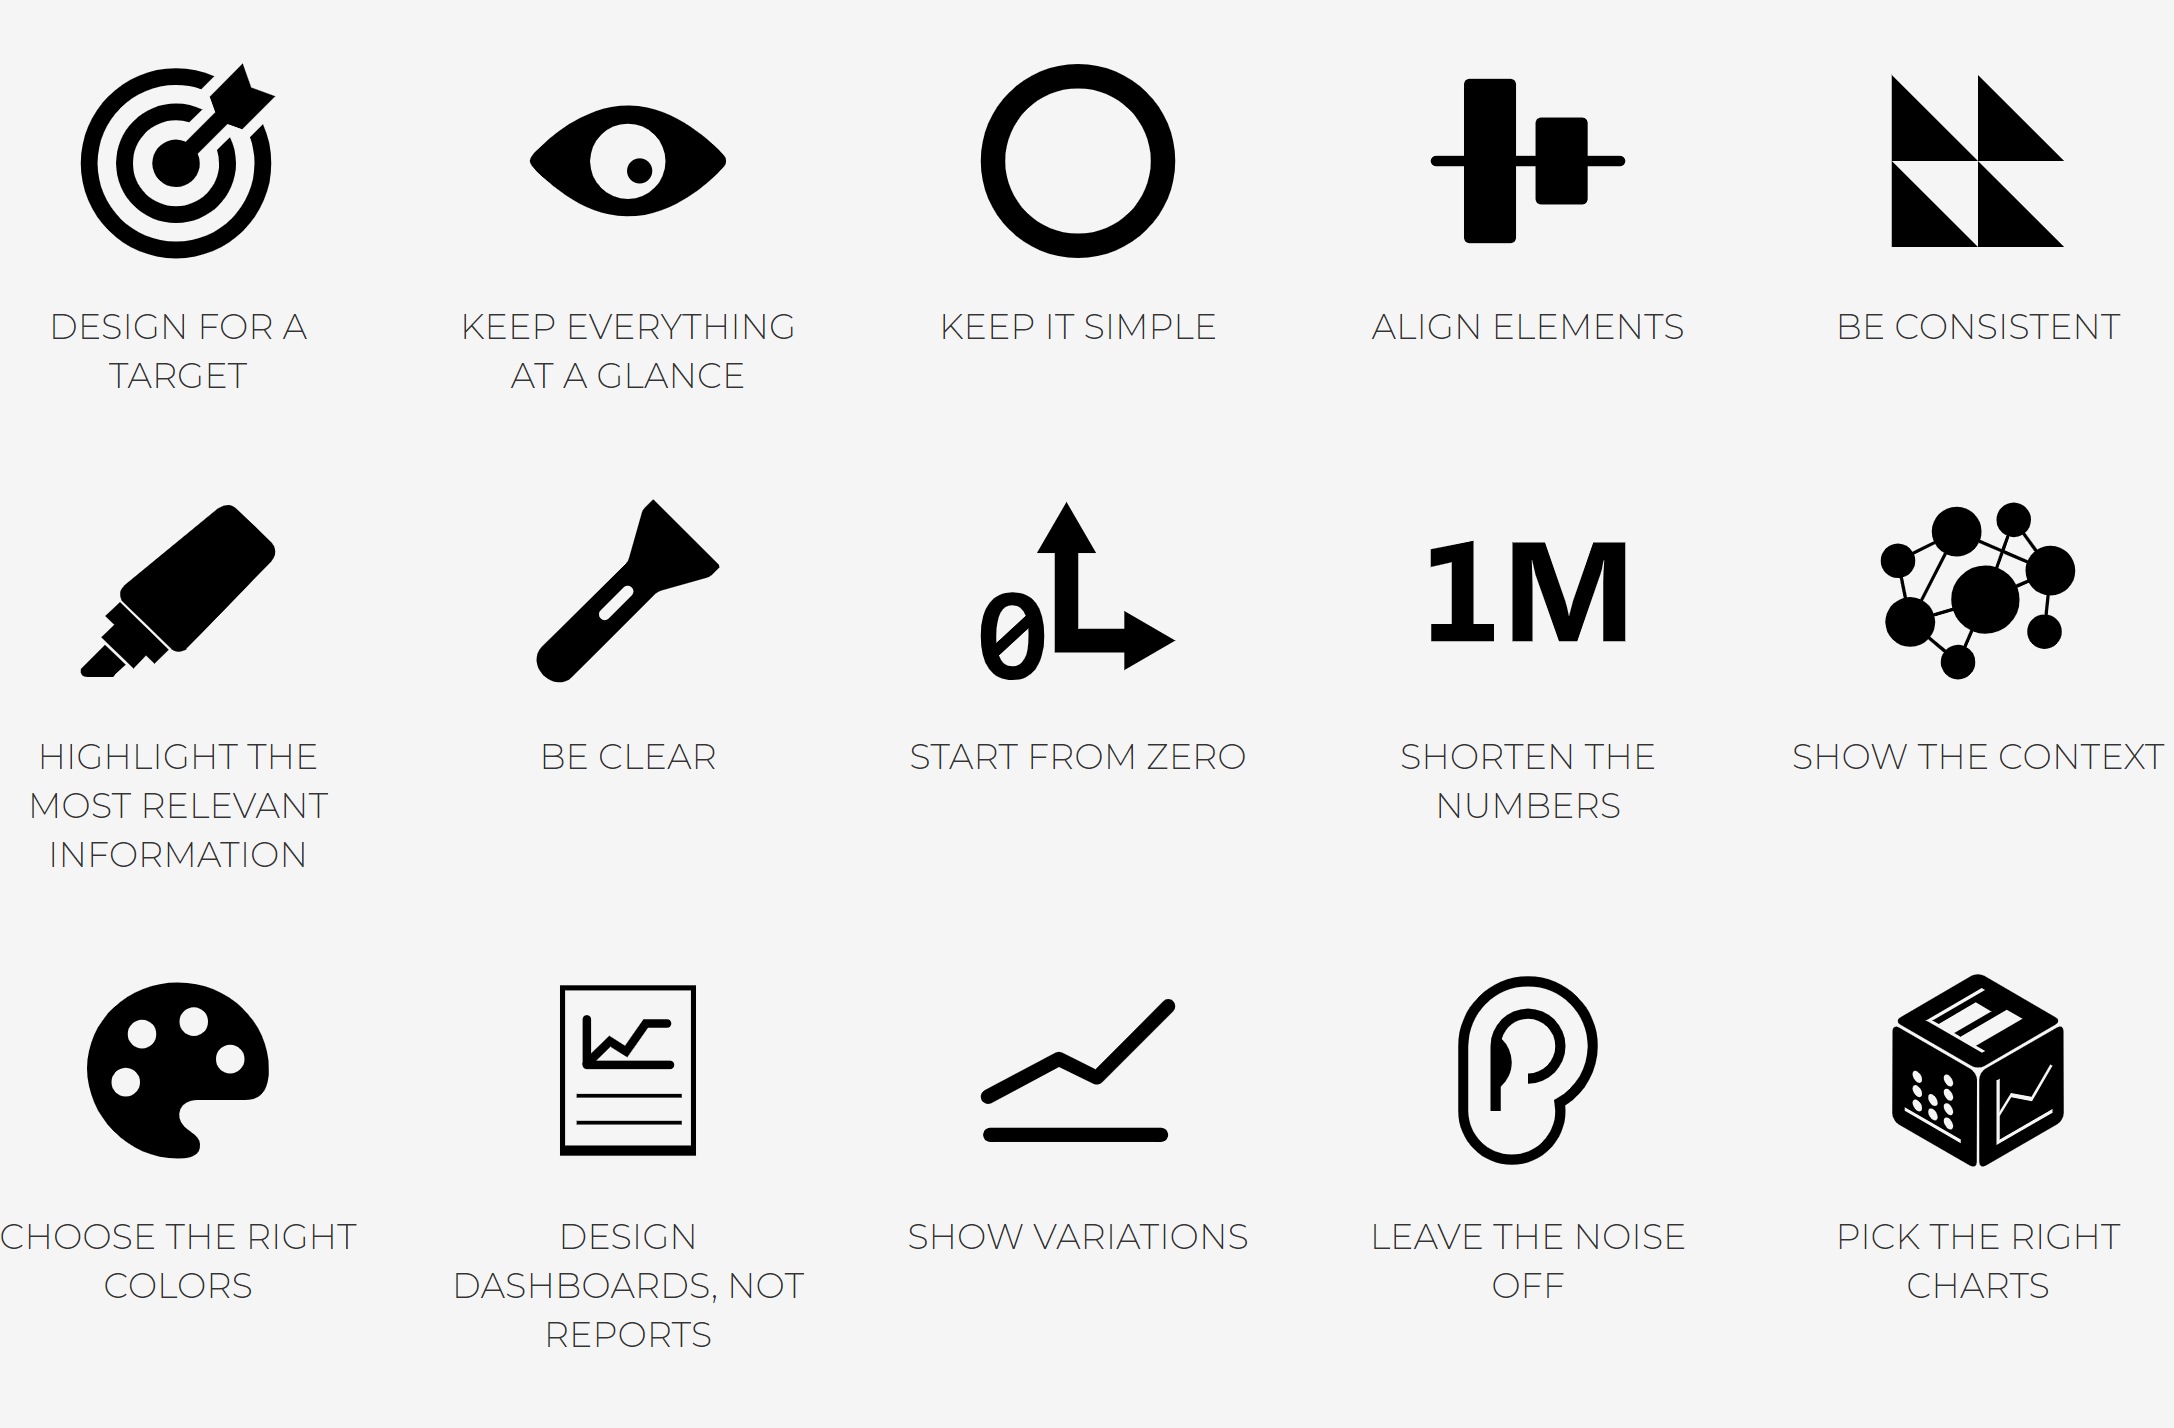 DESIGN FOR A
TARGET
KEEP EVERYTHING
AT A GLANCE
KEEP IT SIMPLE
ALIGN ELEMENTS
BE CONSISTENT
HIGHLIGHT THE
MOST RELEVANT
INFORMATION
BE CLEAR
0
START FROM ZERO
1M
SHORTEN THE
NUMBERS
SHOW THE CONTEXT
CHOOSE THE RIGHT
COLORS
DESIGN
DASHBOARDS, NOT
REPORTS
SHOW VARIATIONS
LEAVE THE NOISE
OFF
PICK THE RIGHT
CHARTS